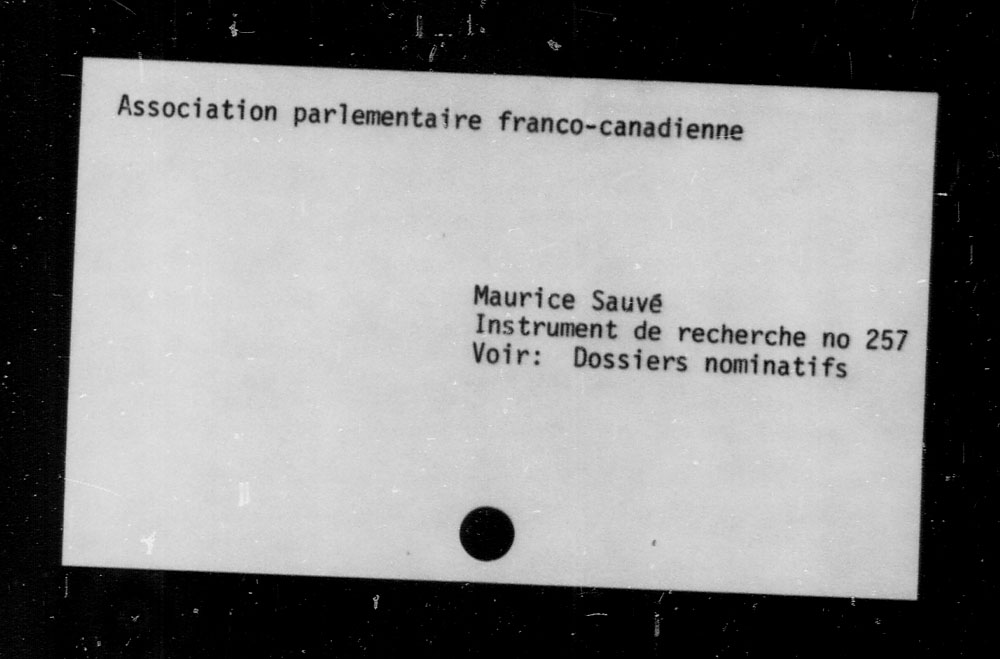 Association parlementaire franco-canadienne
Maurice Sauvé
Instrument de recherche no 257
Voir: Dossiers nominatifs